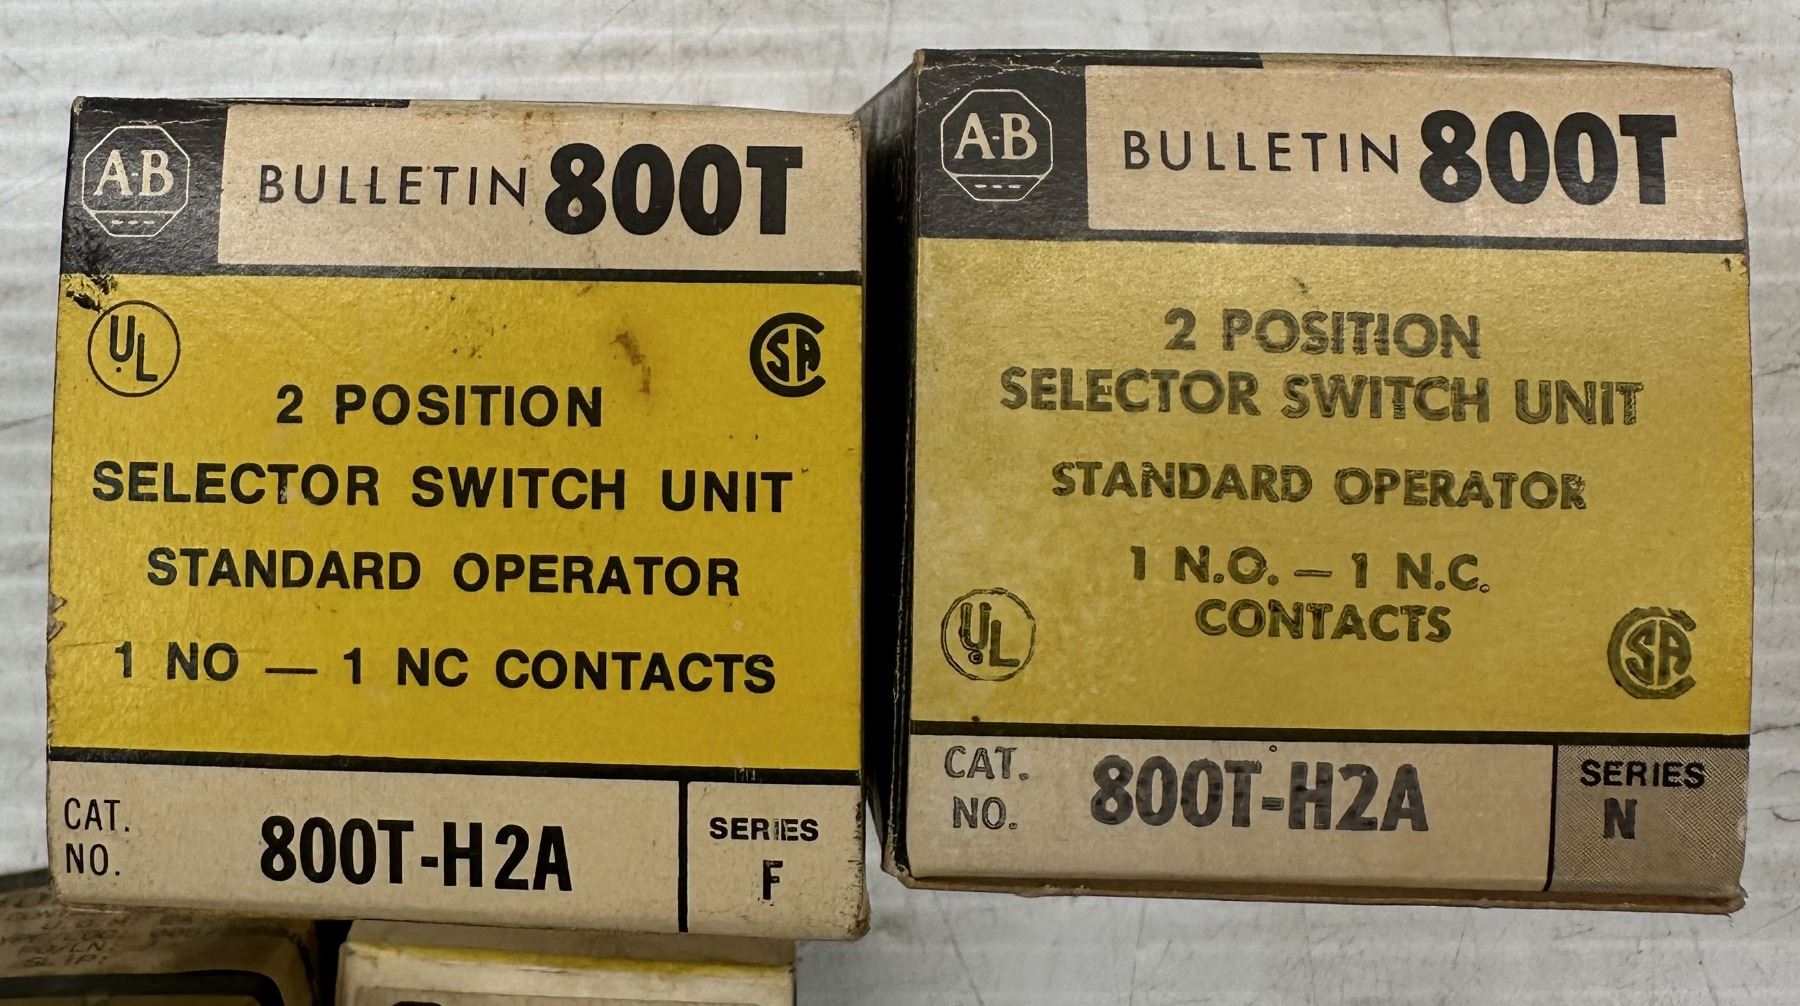 A-B
BULLETIN 800T
UL
SA
2 POSITION
SELECTOR SWITCH UNIT
STANDARD OPERATOR
1 NO — 1 NC CONTACTS
CAT.
NO.
800T-H2A
SERIES
F
A-B
BULLETIN 800T
2 POSITION
SELECTOR SWITCH UNIT
STANDARD OPERATOR
1 N.O. — 1 N.C.
CONTACTS
UL
SA
CAT.
NO.
800T-H2A
SERIES
N